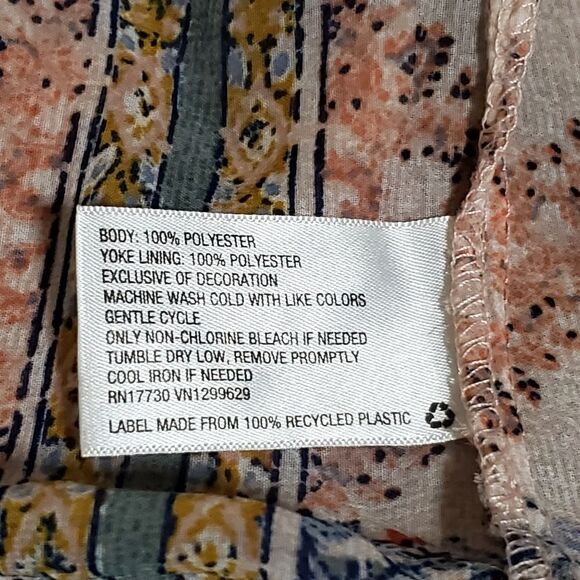 BODY: 100% POLYESTER
YOKE LINING: 100% POLYESTER
EXCLUSIVE OF DECORATION
MACHINE WASH COLD WITH LIKE COLORS
GENTLE CYCLE
ONLY NON-CHLORINE BLEACH IF NEEDED
TUMBLE DRY LOW, REMOVE PROMPTLY
COOL IRON IF NEEDED
RN17730 VN1299629
LABEL MADE FROM 100% RECYCLED PLASTIC